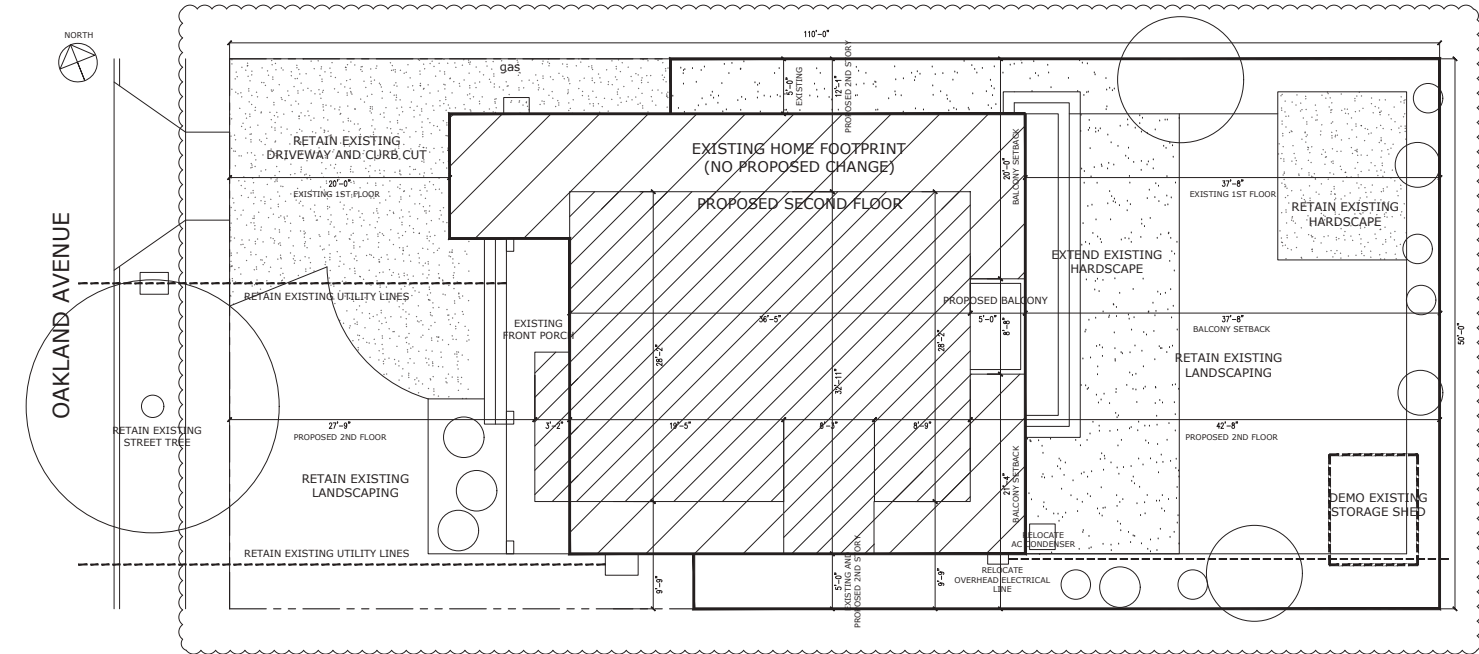 NORTH
110'-0"
gas
5'-0"
EXISTING
12'-1"
PROPOSED 2ND STORY
RETAIN EXISTING
DRIVEWAY AND CURB CUT
EXISTING HOME FOOTPRINT
(NO PROPOSED CHANGE)
20'-0"
BALCONY SETBACK
20'-0"
EXISTING 1ST FLOOR
37'-8"
EXISTING 1ST FLOOR
PROPOSED SECOND FLOOR
RETAIN EXISTING
HARDSCAPE
OAKLAND AVENUE
EXTEND EXISTING
HARDSCAPE
RETAIN EXISTING UTILITY LINES
PROPOSED BALCONY
EXISTING
FRONT PORCH
36'-5"
5'-0"
8'-8"
37'-8"
BALCONY SETBACK
50'-0"
28'-2"
28'-2"
32'-11"
RETAIN EXISTING
LANDSCAPING
RETAIN EXISTING
STREET TREE
27'-9"
PROPOSED 2ND FLOOR
3'-2"
19'-5"
8'-3"
8'-9"
42'-8"
PROPOSED 2ND FLOOR
RETAIN EXISTING
LANDSCAPING
21'-4"
BALCONY SETBACK
DEMO EXISTING
STORAGE SHED
RELOCATE
AC CONDENSER
RETAIN EXISTING UTILITY LINES
9'-9"
5'-0"
EXISTING AND
PROPOSED 2ND STORY
9'-9"
RELOCATE
OVERHEAD ELECTRICAL
LINE